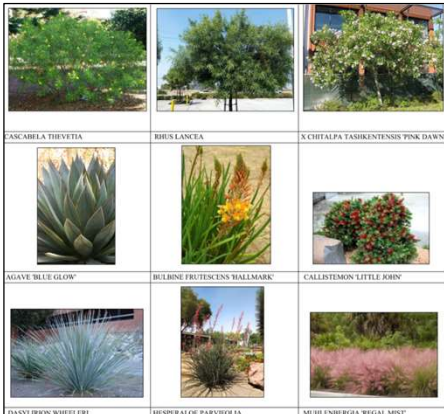 CASCABELA THEVETIA
RHUS LANCEA
X CHITALPA TASHKENTENSIS 'PINK DAWN
AGAVE 'BLUE GLOW'
BULBINE FRUTESCENS 'HALLMARK'
CALLISTEMON 'LITTLE JOHN'
DASYLIRION WHEELERI
HESPERALOE PARVIFOLIA
MUHLENBERGIA 'REGAL MIST'